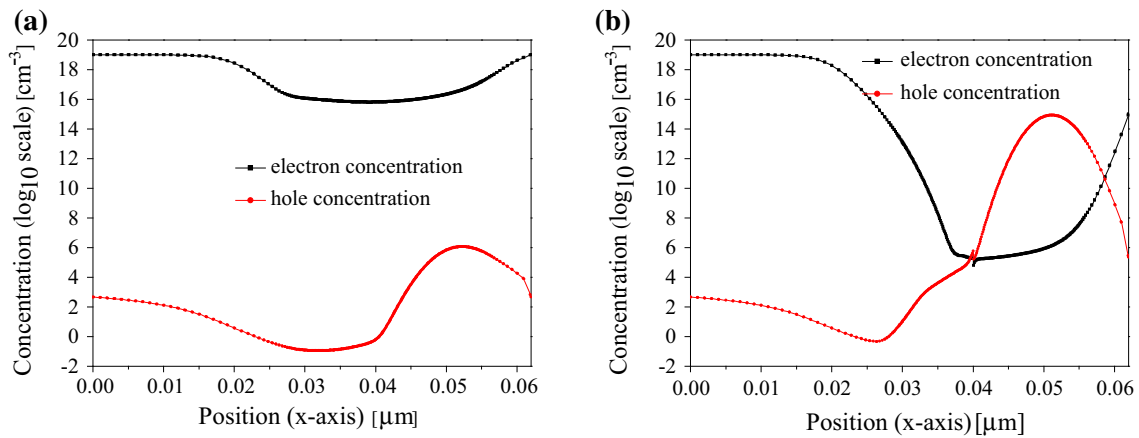 (a)
Concentration (log10 scale) [cm-3]
20
18
16
14
12
10
8
6
4
2
0
-2
electron concentration
hole concentration
0.00 0.01 0.02 0.03 0.04 0.05 0.06
Position (x-axis) [μm]
(b)
Concentration (log10 scale) [cm-3]
20
18
16
14
12
10
8
6
4
2
0
-2
electron concentration
hole concentration
0.00 0.01 0.02 0.03 0.04 0.05 0.06
Position (x-axis) [μm]